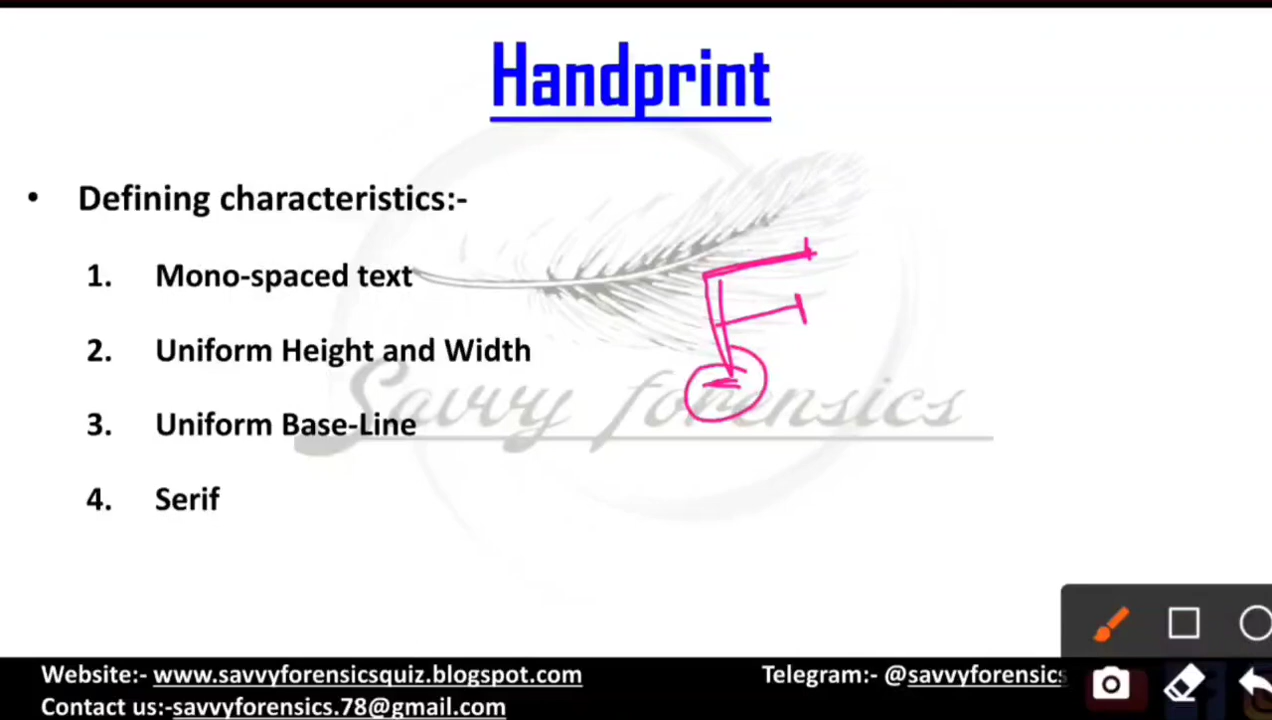 Handprint
• Defining characteristics:-
1. Mono-spaced text
2. Uniform Height and Width
3. Uniform Base-Line
4. Serif
F
Savvy forensics
Website:- www.savvyforensicsquiz.blogspot.com Telegram:- @savvyforensics
Contact us:-savvyforensics.78@gmail.com